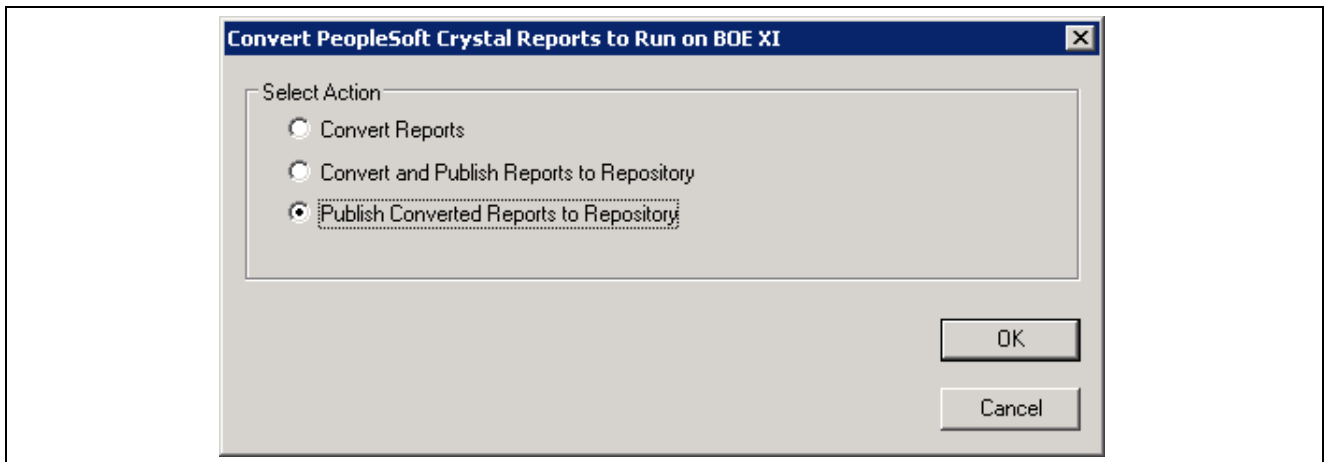 Convert PeopleSoft Crystal Reports to Run on BOE XI
Select Action
Convert Reports
Convert and Publish Reports to Repository
Publish Converted Reports to Repository
OK
Cancel